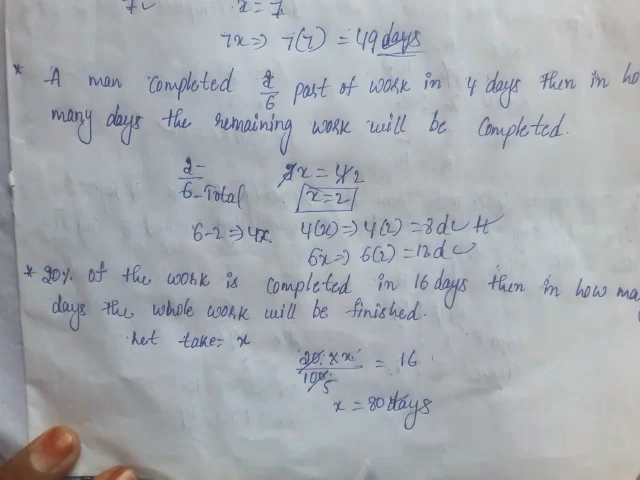 x = 7
7x => 7(7) = 49 days
* A man completed 2/6 part of work in 4 days then in ho
many days the remaining work will be completed.
2/6 - Total
2x = 4 2
x = 2
6-2 => 4x. 4(x) => 4(2) = 8d
6x => 6(2) = 12d
* 20% of the work is completed in 16 days then in how ma
days the whole work will be finished.
let take = x
20 × x / 100 5 = 16
x = 80 days